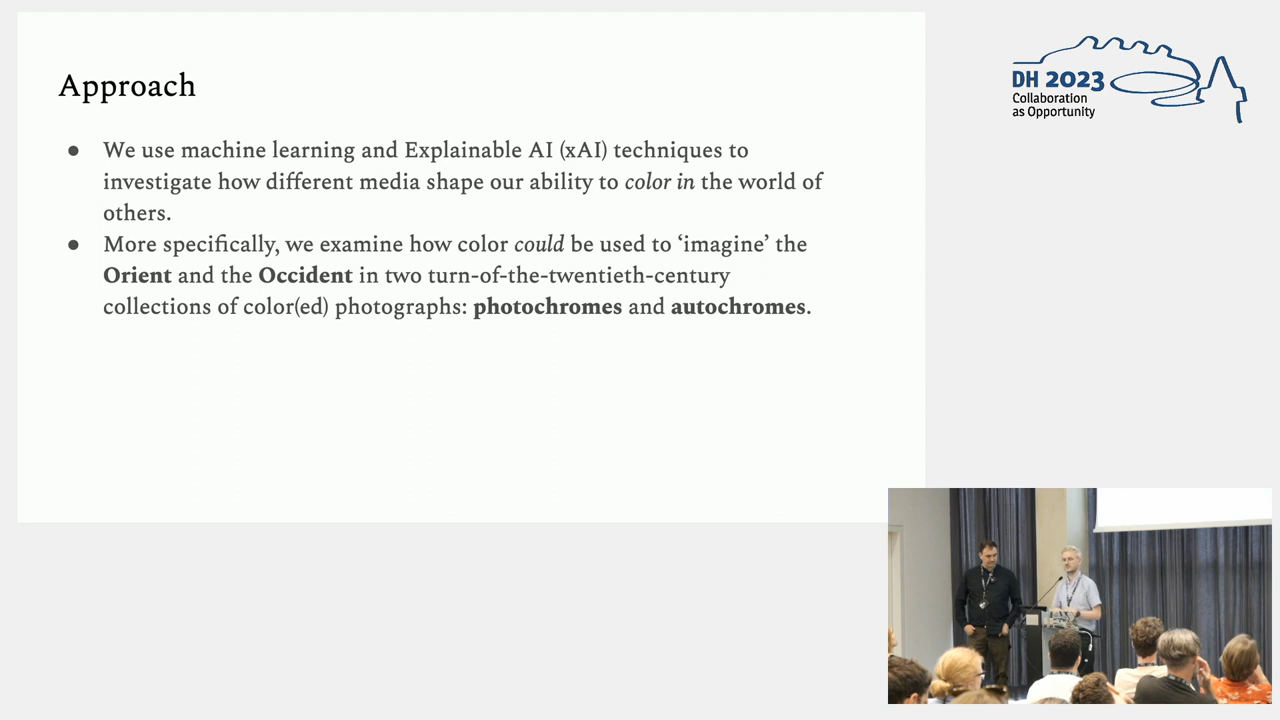 Approach
● We use machine learning and Explainable AI (xAI) techniques to
investigate how different media shape our ability to color in the world of
others.
● More specifically, we examine how color could be used to ‘imagine’ the
Orient and the Occident in two turn-of-the-twentieth-century
collections of color(ed) photographs: photochromes and autochromes.
DH 2023
Collaboration
as Opportunity